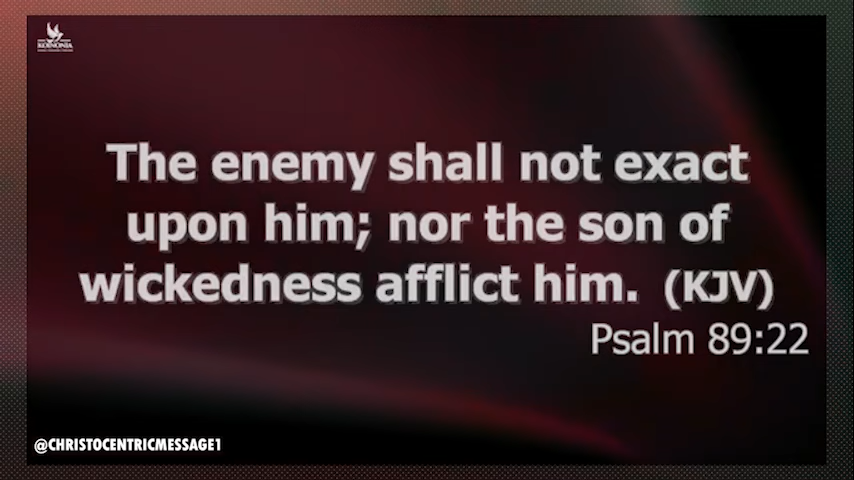 KOINONIA
The enemy shall not exact
upon him; nor the son of
wickedness afflict him. (KJV)
Psalm 89:22
@CHRISTOCENTRICMESSAGE1